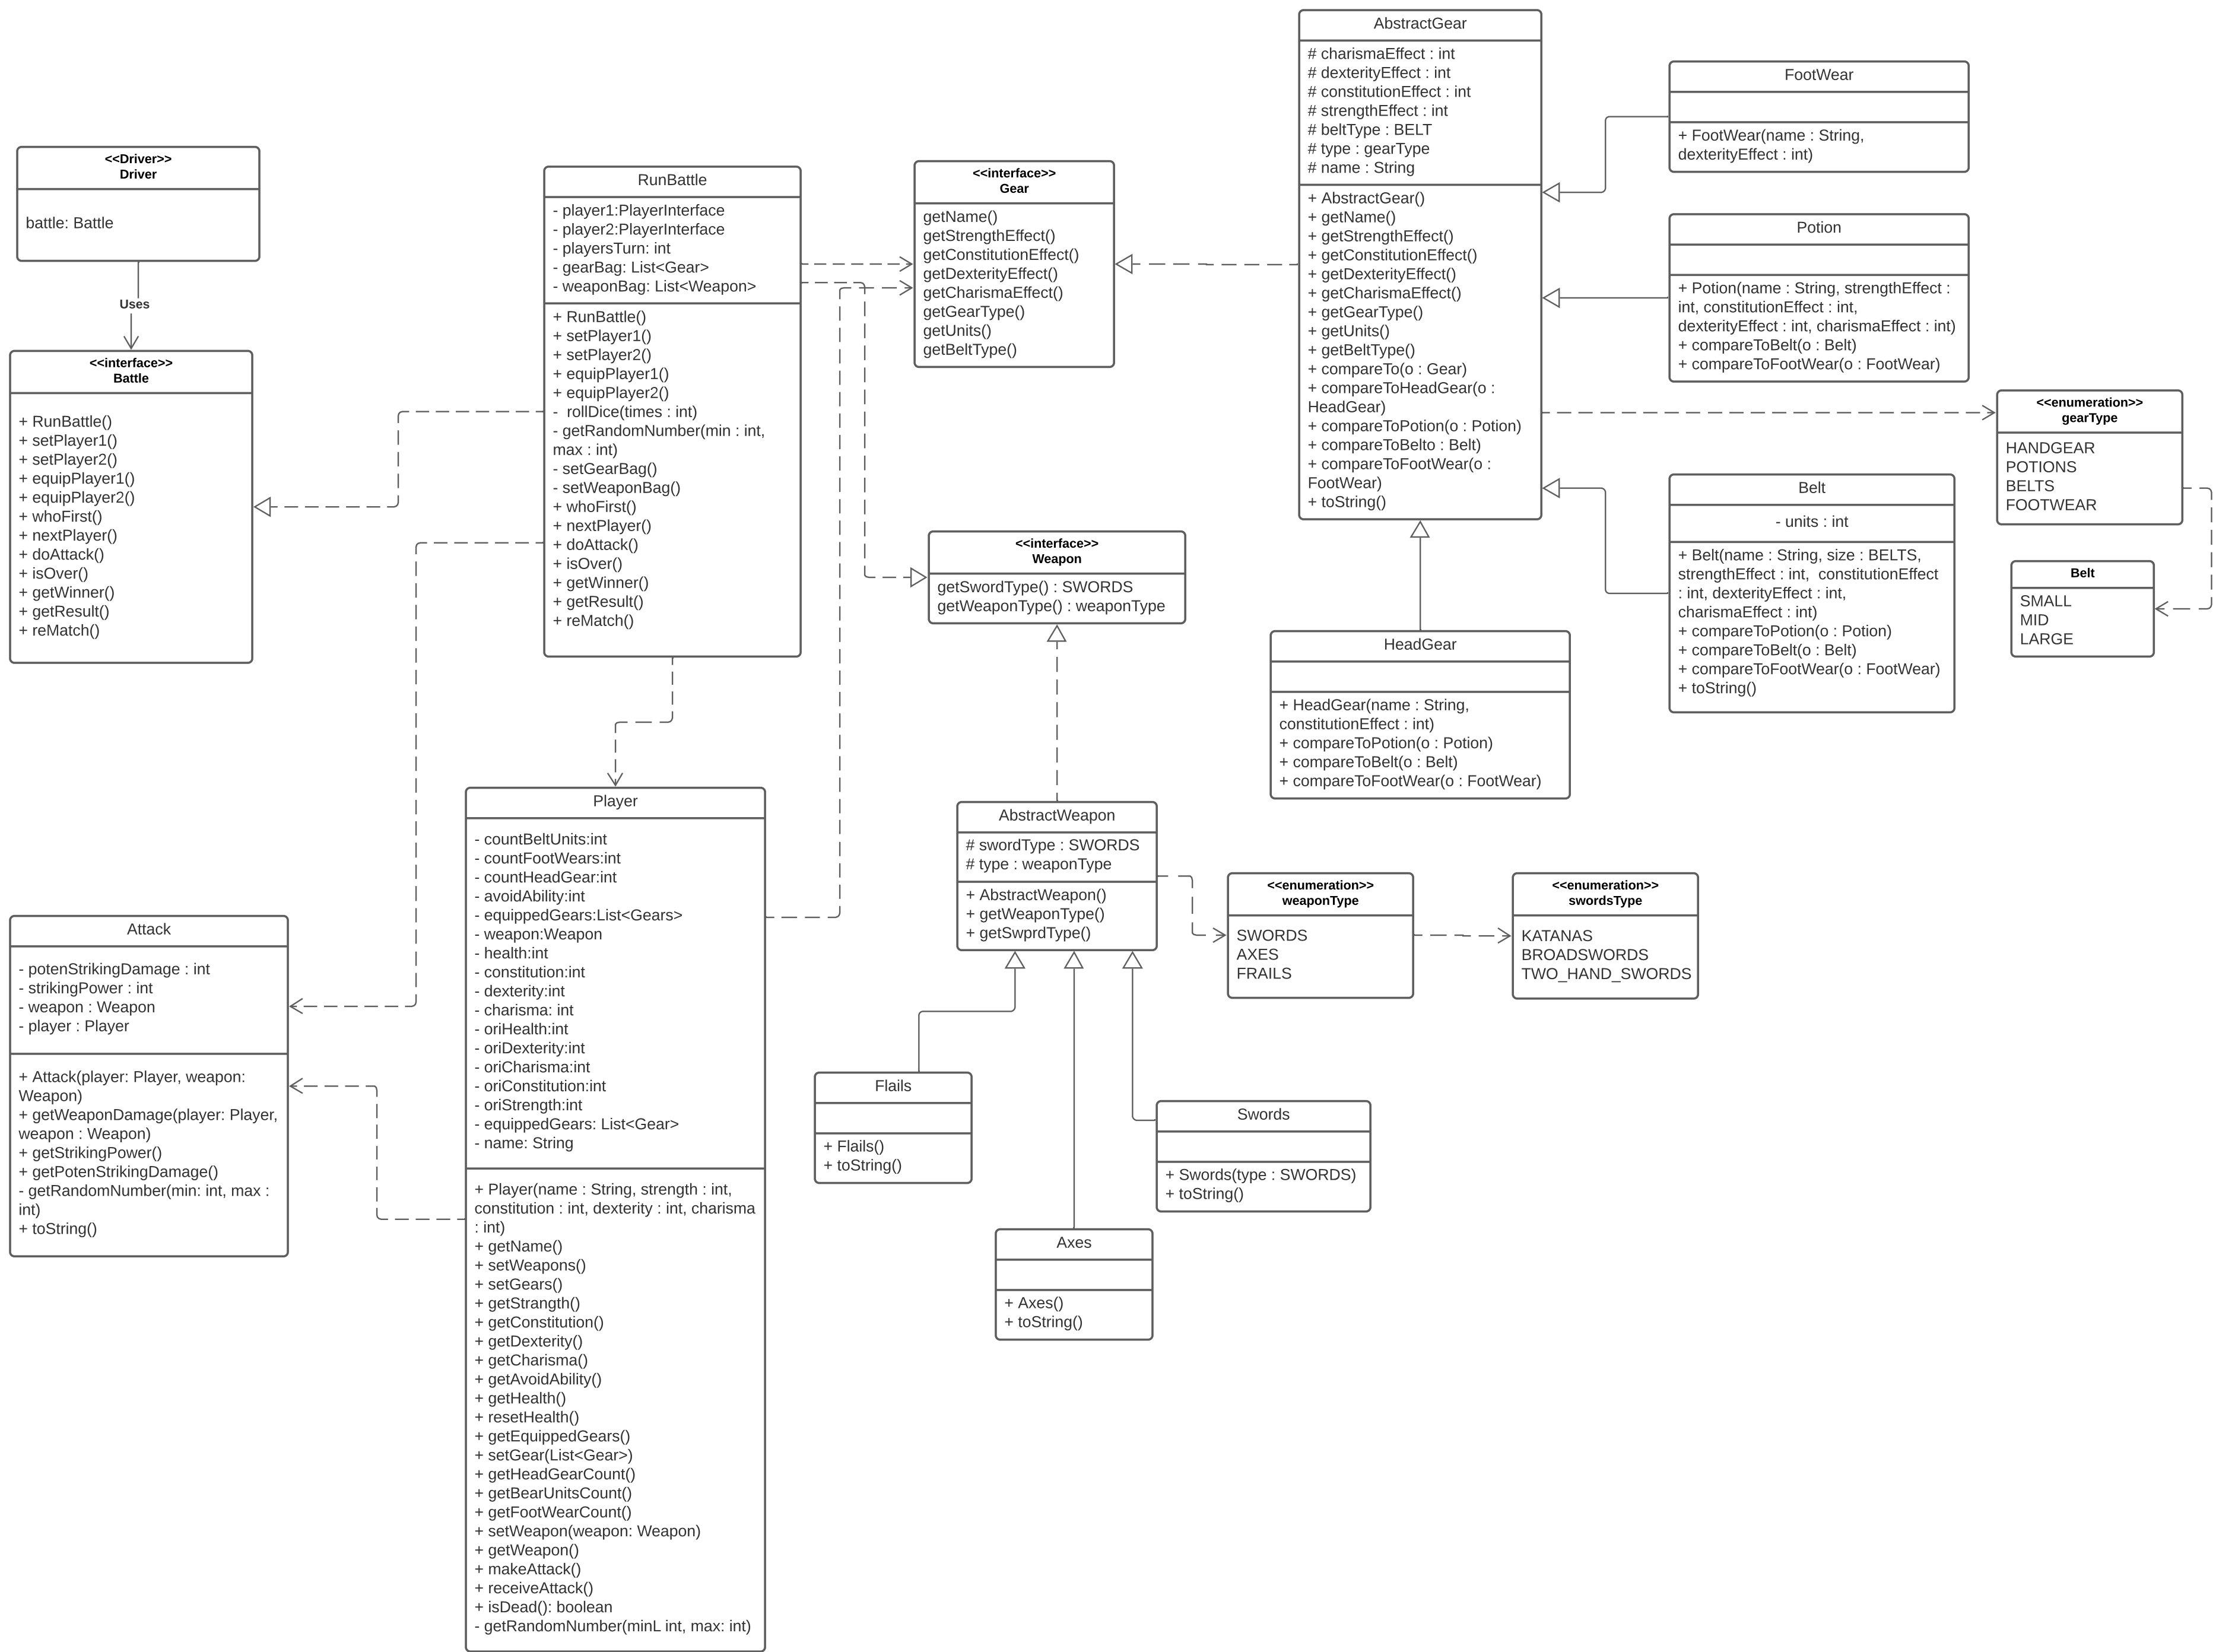 <<Driver>>
Driver
battle: Battle
Uses
<<interface>>
Battle
+ RunBattle()
+ setPlayer1()
+ setPlayer2()
+ equipPlayer1()
+ equipPlayer2()
+ whoFirst()
+ nextPlayer()
+ doAttack()
+ isOver()
+ getWinner()
+ getResult()
+ reMatch()
Attack
- potenStrikingDamage : int
- strikingPower : int
- weapon : Weapon
- player : Player
+ Attack(player: Player, weapon:
Weapon)
+ getWeaponDamage(player: Player,
weapon : Weapon)
+ getStrikingPower()
+ getPotenStrikingDamage()
- getRandomNumber(min: int, max :
int)
+ toString()
RunBattle
- player1:PlayerInterface
- player2:PlayerInterface
- playersTurn: int
- gearBag: List<Gear>
- weaponBag: List<Weapon>
+ RunBattle()
+ setPlayer1()
+ setPlayer2()
+ equipPlayer1()
+ equipPlayer2()
-  rollDice(times : int)
- getRandomNumber(min : int,
max : int)
- setGearBag()
- setWeaponBag()
+ whoFirst()
+ nextPlayer()
+ doAttack()
+ isOver()
+ getWinner()
+ getResult()
+ reMatch()
Player
- countBeltUnits:int
- countFootWears:int
- countHeadGear:int
- avoidAbility:int
- equippedGears:List<Gears>
- weapon:Weapon
- health:int
- constitution:int
- dexterity:int
- charisma: int
- oriHealth:int
- oriDexterity:int
- oriCharisma:int
- oriConstitution:int
- oriStrength:int
- equippedGears: List<Gear>
- name: String
+ Player(name : String, strength : int,
constitution : int, dexterity : int, charisma
: int)
+ getName()
+ setWeapons()
+ setGears()
+ getStrangth()
+ getConstitution()
+ getDexterity()
+ getCharisma()
+ getAvoidAbility()
+ getHealth()
+ resetHealth()
+ getEquippedGears()
+ setGear(List<Gear>)
+ getHeadGearCount()
+ getBearUnitsCount()
+ getFootWearCount()
+ setWeapon(weapon: Weapon)
+ getWeapon()
+ makeAttack()
+ receiveAttack()
+ isDead(): boolean
- getRandomNumber(minL int, max: int)
<<interface>>
Gear
getName()
getStrengthEffect()
getConstitutionEffect()
getDexterityEffect()
getCharismaEffect()
getGearType()
getUnits()
getBeltType()
<<interface>>
Weapon
getSwordType() : SWORDS
getWeaponType() : weaponType
AbstractWeapon
# swordType : SWORDS
# type : weaponType
+ AbstractWeapon()
+ getWeaponType()
+ getSwprdType()
Flails
+ Flails()
+ toString()
Axes
+ Axes()
+ toString()
Swords
+ Swords(type : SWORDS)
+ toString()
<<enumeration>>
weaponType
SWORDS
AXES
FRAILS
<<enumeration>>
swordsType
KATANAS
BROADSWORDS
TWO_HAND_SWORDS
AbstractGear
# charismaEffect : int
# dexterityEffect : int
# constitutionEffect : int
# strengthEffect : int
# beltType : BELT
# type : gearType
# name : String
+ AbstractGear()
+ getName()
+ getStrengthEffect()
+ getConstitutionEffect()
+ getDexterityEffect()
+ getCharismaEffect()
+ getGearType()
+ getUnits()
+ getBeltType()
+ compareTo(o : Gear)
+ compareToHeadGear(o :
HeadGear)
+ compareToPotion(o : Potion)
+ compareToBelto : Belt)
+ compareToFootWear(o :
FootWear)
+ toString()
HeadGear
+ HeadGear(name : String,
constitutionEffect : int)
+ compareToPotion(o : Potion)
+ compareToBelt(o : Belt)
+ compareToFootWear(o : FootWear)
FootWear
+ FootWear(name : String,
dexterityEffect : int)
Potion
+ Potion(name : String, strengthEffect :
int, constitutionEffect : int,
dexterityEffect : int, charismaEffect : int)
+ compareToBelt(o : Belt)
+ compareToFootWear(o : FootWear)
Belt
- units : int
+ Belt(name : String, size : BELTS,
strengthEffect : int,  constitutionEffect
: int, dexterityEffect : int,
charismaEffect : int)
+ compareToPotion(o : Potion)
+ compareToBelt(o : Belt)
+ compareToFootWear(o : FootWear)
+ toString()
<<enumeration>>
gearType
HANDGEAR
POTIONS
BELTS
FOOTWEAR
Belt
SMALL
MID
LARGE